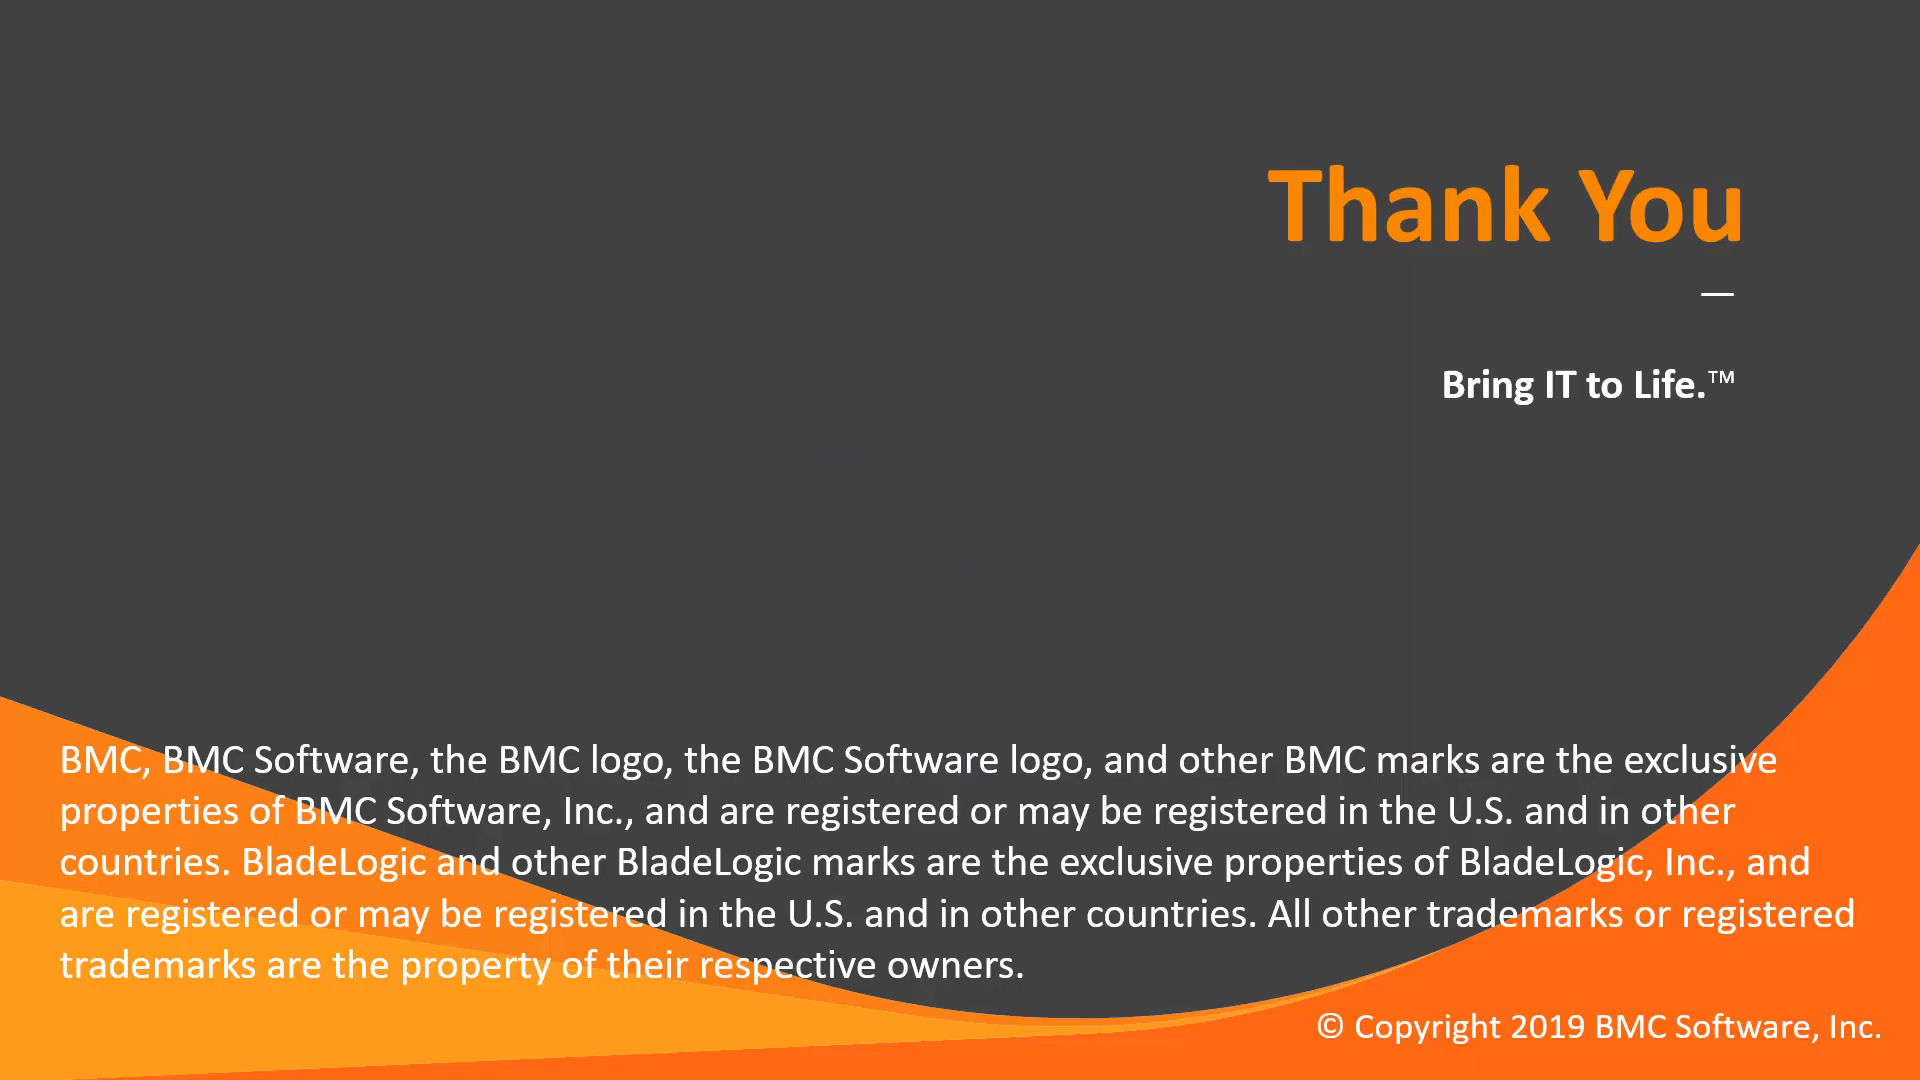 Thank You
—
Bring IT to Life.™
BMC, BMC Software, the BMC logo, the BMC Software logo, and other BMC marks are the exclusive
properties of BMC Software, Inc., and are registered or may be registered in the U.S. and in other
countries. BladeLogic and other BladeLogic marks are the exclusive properties of BladeLogic, Inc., and
are registered or may be registered in the U.S. and in other countries. All other trademarks or registered
trademarks are the property of their respective owners.
© Copyright 2019 BMC Software, Inc.